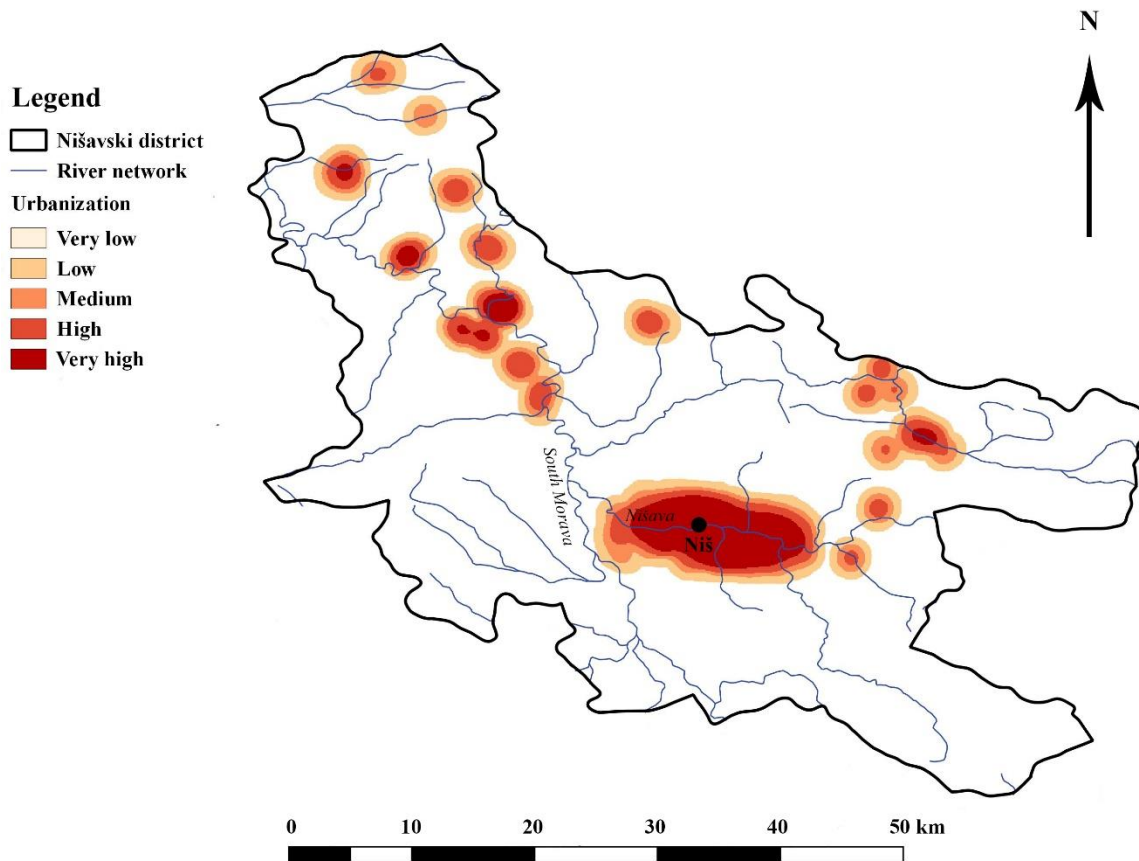 N
Legend
Nišavski district
River network
Urbanization
Very low
Low
Medium
High
Very high
South Morava
Nišava
Niš
0 10 20 30 40 50 km